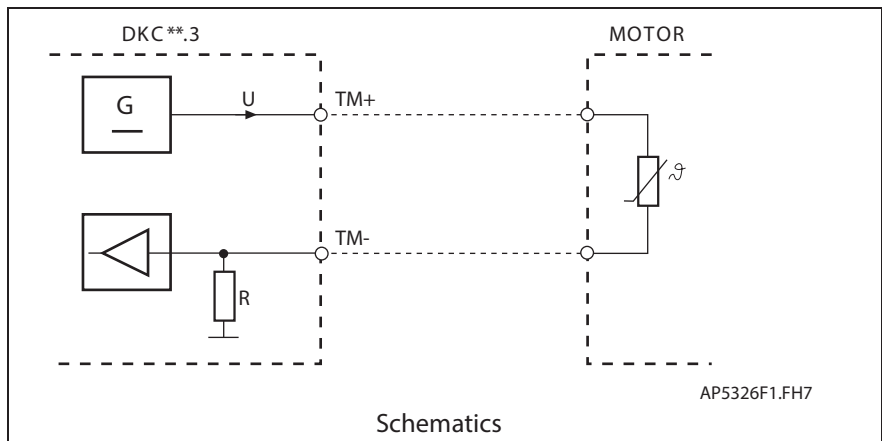 DKC**.3
MOTOR
G
U
TM+
ϑ
TM-
R
AP5326F1.FH7
Schematics